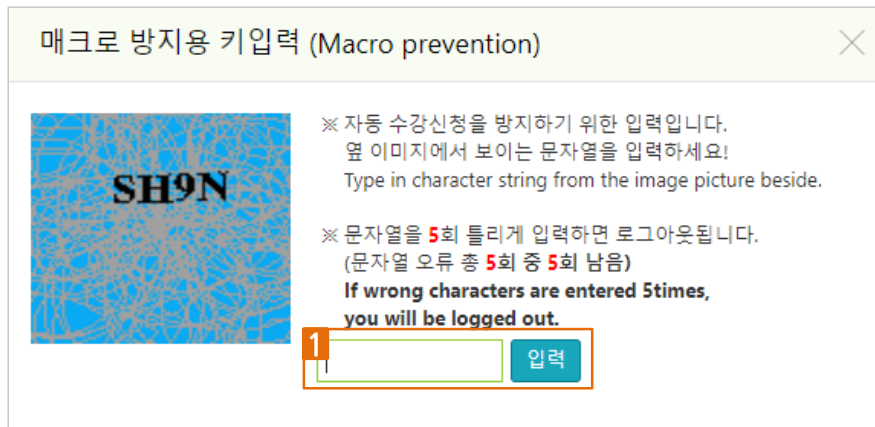 매크로 방지용 키입력 (Macro prevention)
SH9N
※ 자동 수강신청을 방지하기 위한 입력입니다.
옆 이미지에서 보이는 문자열을 입력하세요!
Type in character string from the image picture beside.
※ 문자열을 5회 틀리게 입력하면 로그아웃됩니다.
(문자열 오류 총 5회 중 5회 남음)
If wrong characters are entered 5times,
you will be logged out.
1
입력